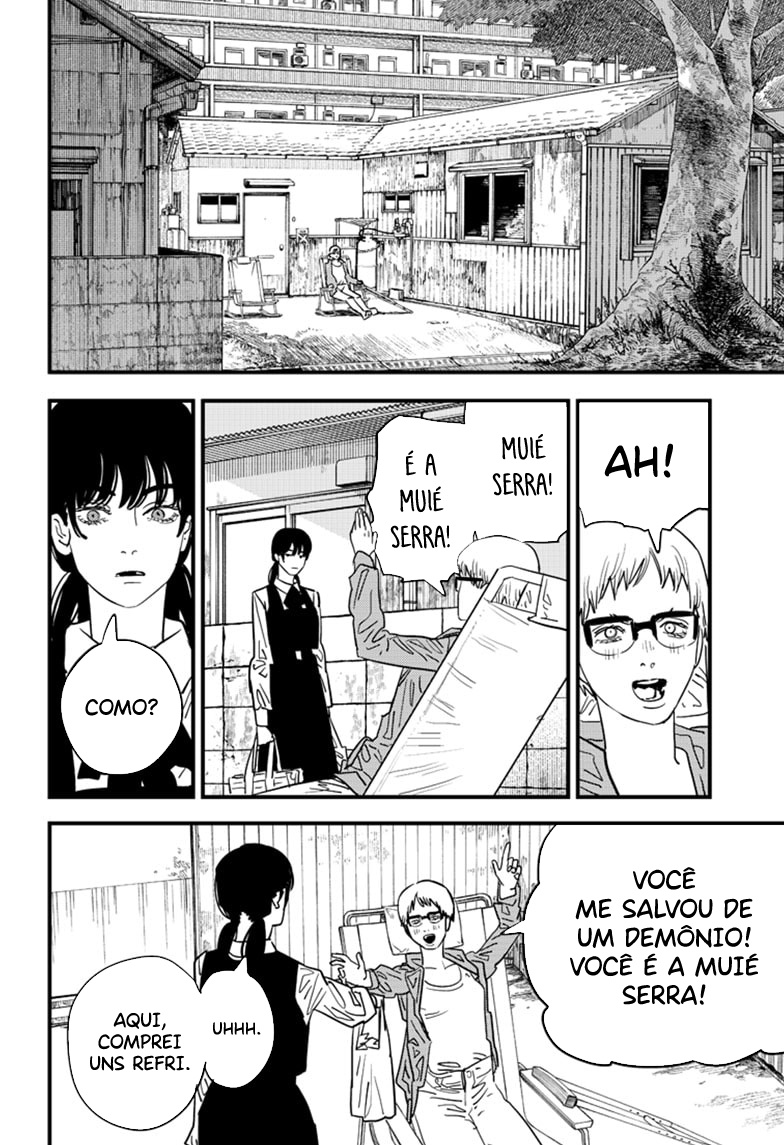 AH!
MUIÉ
SERRA!
É A
MUIÉ
SERRA!
COMO?
VOCÊ
ME SALVOU DE
UM DEMÔNIO!
VOCÊ É A MUIÉ
SERRA!
UHHH.
AQUI,
COMPREI
UNS REFRI.